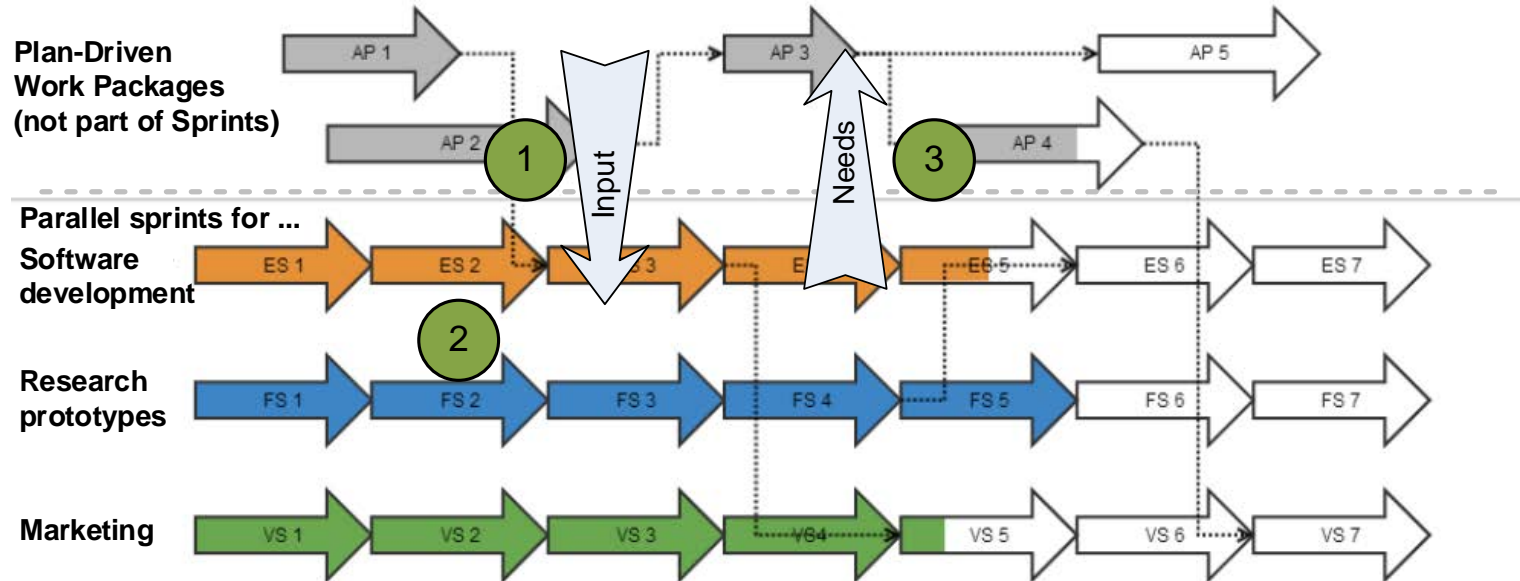 Plan-Driven
Work Packages
(not part of Sprints)
AP 1
AP 3
AP 5
AP 2
AP 4
1
3
Input
Needs
Parallel sprints for ...
Software
development
ES 1
ES 2
S 3
E
ES 5
ES 6
ES 7
2
Research
prototypes
FS 1
FS 2
FS 3
FS 4
FS 5
FS 6
FS 7
Marketing
VS 1
VS 2
VS 3
VS4
VS 5
VS 6
VS 7